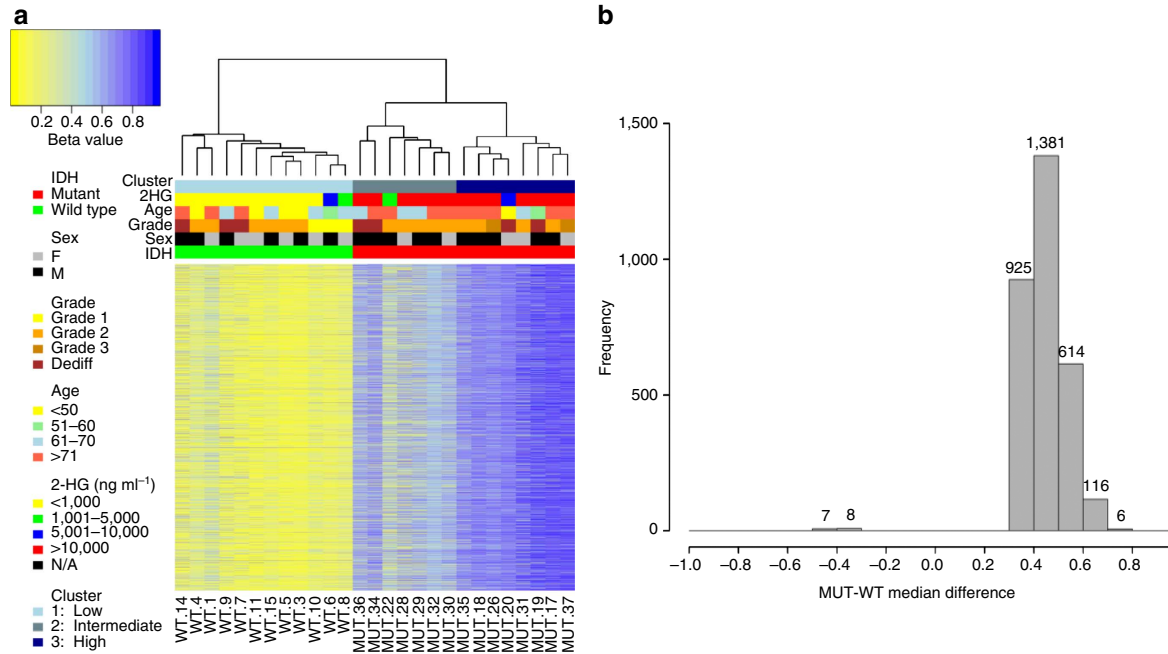 a
0.2 0.4 0.6 0.8
Beta value
IDH
Mutant
Wild type
Sex
F
M
Grade
Grade 1
Grade 2
Grade 3
Dediff
Age
<50
51–60
61–70
>71
2-HG (ng ml⁻¹)
<1,000
1,001–5,000
5,001–10,000
>10,000
N/A
Cluster
1: Low
2: Intermediate
3: High
Cluster
2HG
Age
Grade
Sex
IDH
WT.14
WT.4
WT.1
WT.9
WT.7
WT.11
WT.15
WT.5
WT.3
WT.10
WT.6
WT.8
MUT.36
MUT.34
MUT.22
MUT.28
MUT.29
MUT.32
MUT.30
MUT.35
MUT.18
MUT.26
MUT.20
MUT.31
MUT.19
MUT.17
MUT.37
b
Frequency
1,500
1,000
500
0
7
8
925
1,381
614
116
6
−1.0 −0.8 −0.6 −0.4 −0.2 0.0 0.2 0.4 0.6 0.8
MUT-WT median difference